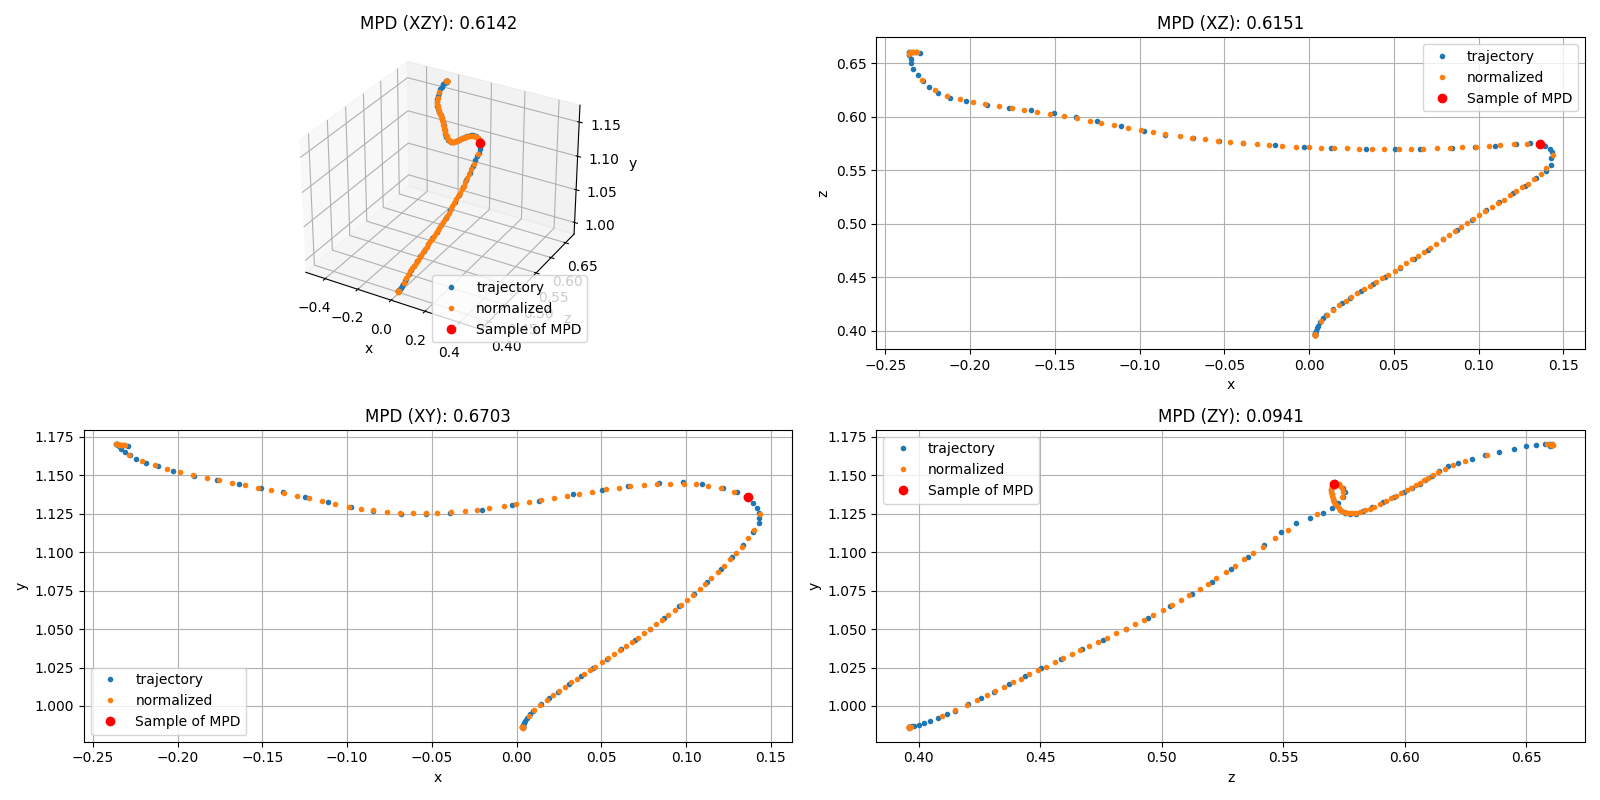 MPD (XZY): 0.6142
1.15
1.10
1.05
1.00
y
0.65
0.60
0.55
0.50
z
0.40
−0.4
−0.2
0.0
0.2
0.4
x
trajectory
normalized
Sample of MPD
MPD (XZ): 0.6151
0.65
0.60
0.55
0.50
0.45
0.40
z
−0.25 −0.20 −0.15 −0.10 −0.05 0.00 0.05 0.10 0.15
x
trajectory
normalized
Sample of MPD
MPD (XY): 0.6703
1.175
1.150
1.125
1.100
1.075
1.050
1.025
1.000
y
−0.25 −0.20 −0.15 −0.10 −0.05 0.00 0.05 0.10 0.15
x
trajectory
normalized
Sample of MPD
MPD (ZY): 0.0941
1.175
1.150
1.125
1.100
1.075
1.050
1.025
1.000
y
0.40 0.45 0.50 0.55 0.60 0.65
z
trajectory
normalized
Sample of MPD